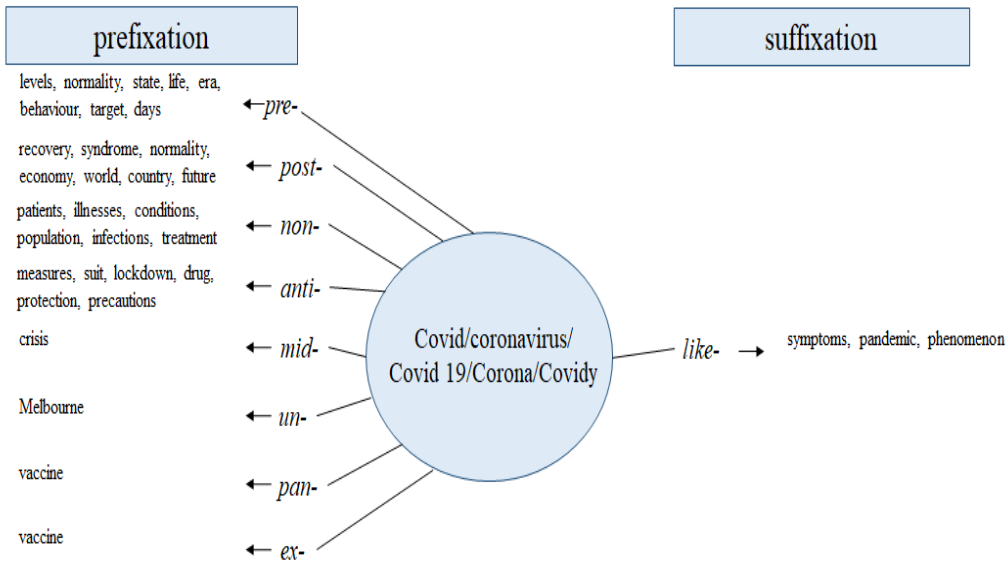 prefixation
suffixation
levels, normality, state, life, era,
behaviour, target, days
pre-
recovery, syndrome, normality,
economy, world, country, future
post-
patients, illnesses, conditions,
population, infections, treatment
non-
measures, suit, lockdown, drug,
protection, precautions
anti-
crisis
mid-
Melbourne
un-
vaccine
pan-
vaccine
ex-
Covid/coronavirus/
Covid 19/Corona/Covidy
like-
symptoms, pandemic, phenomenon